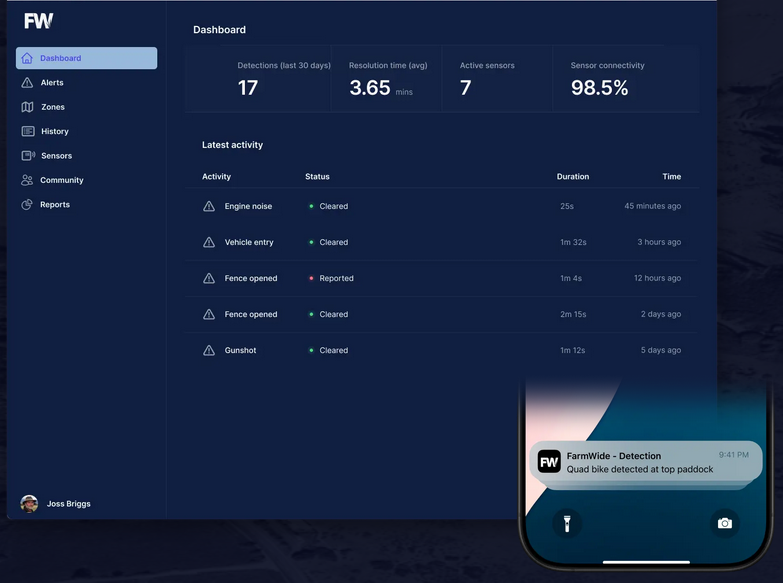 FW
Dashboard
Alerts
Zones
History
Sensors
Community
Reports
Joss Briggs
Dashboard
Detections (last 30 days)
17
Resolution time (avg)
3.65 mins
Active sensors
7
Sensor connectivity
98.5%
Latest activity
Activity Status Duration Time
Engine noise Cleared 25s 45 minutes ago
Vehicle entry Cleared 1m 32s 3 hours ago
Fence opened Reported 1m 4s 12 hours ago
Fence opened Cleared 2m 15s 2 days ago
Gunshot Cleared 1m 12s 5 days ago
FW
FarmWide - Detection 9:41 PM
Quad bike detected at top paddock